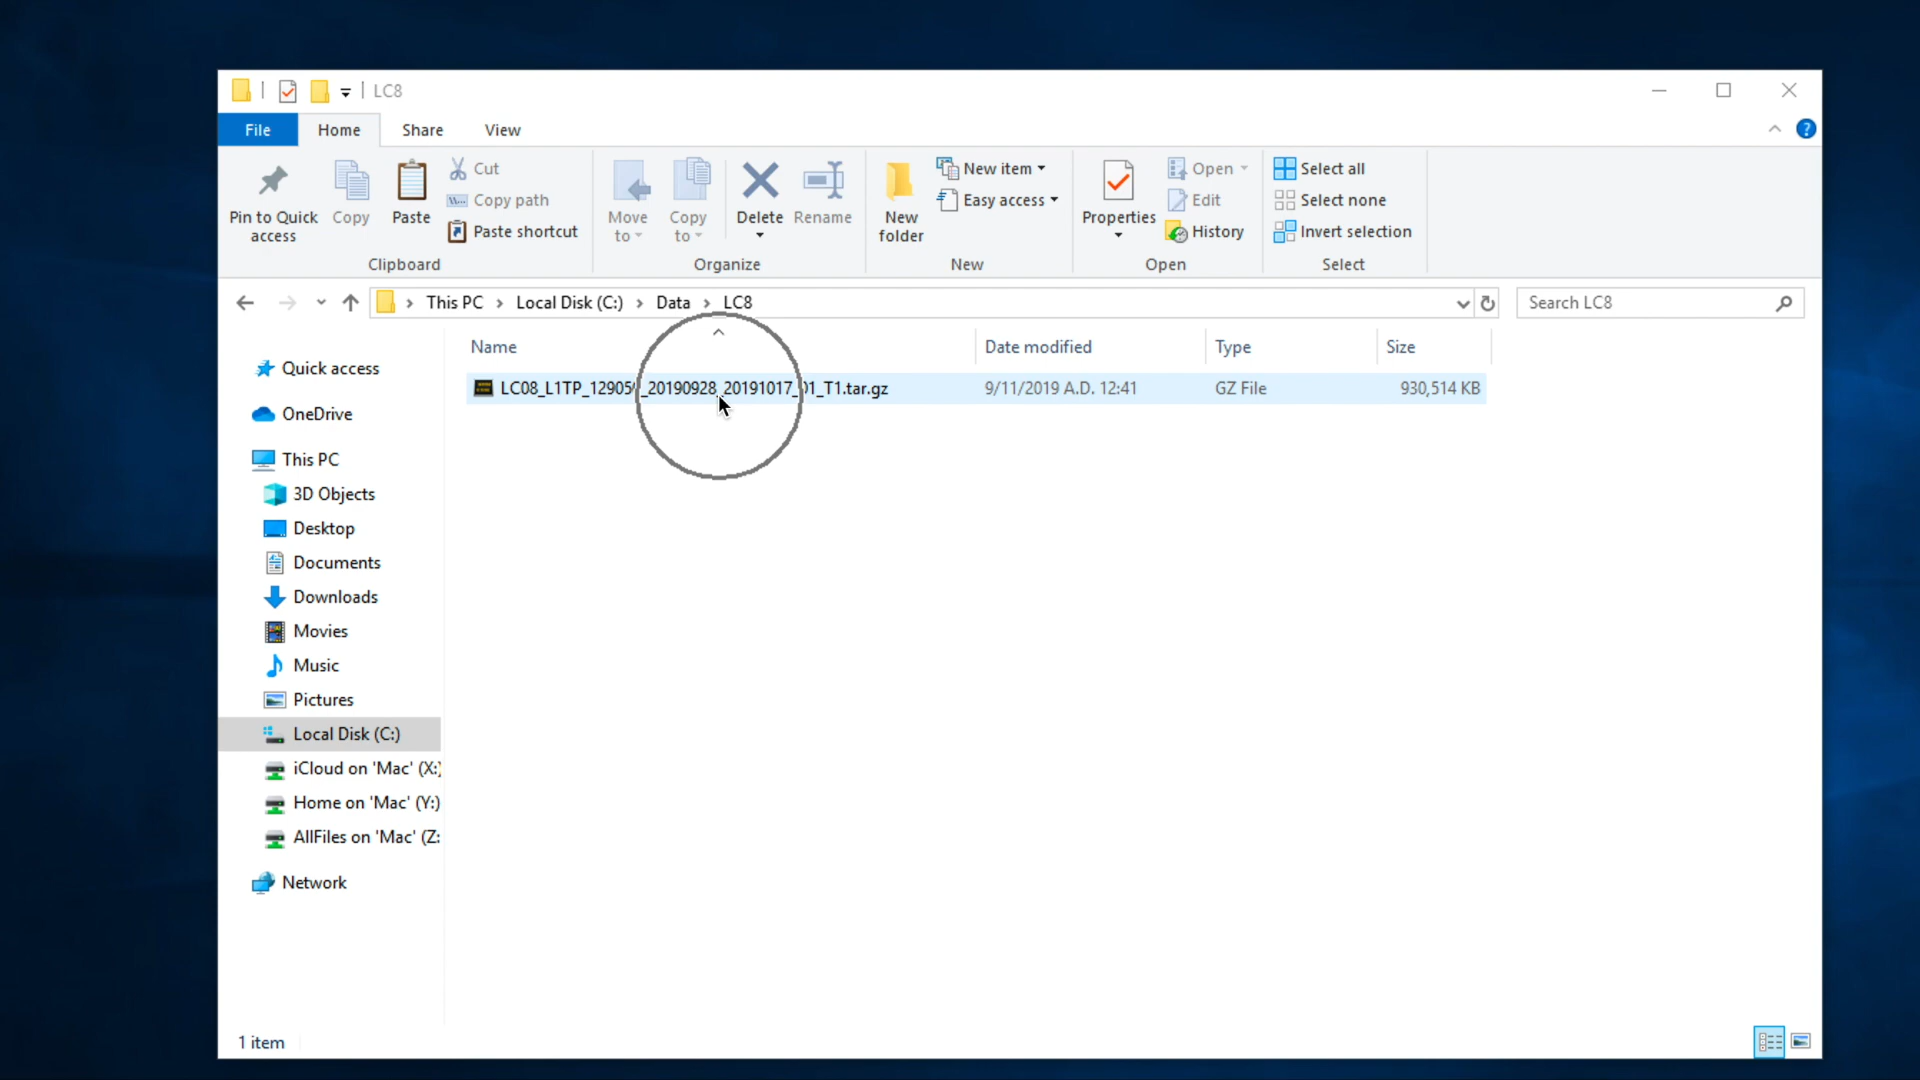 LC8
File Home Share View
Pin to Quick access
Copy
Paste
Cut
Copy path
Paste shortcut
Clipboard
Move to
Copy to
Delete
Rename
Organize
New folder
New item
Easy access
New
Properties
Open
Edit
History
Open
Select all
Select none
Invert selection
Select
This PC Local Disk (C:) Data LC8
Search LC8
Name Date modified Type Size
9/11/2019 A.D. 12:41 GZ File 930,514 KB
Quick access
OneDrive
This PC
3D Objects
Desktop
Documents
Downloads
Movies
Music
Pictures
Local Disk (C:)
iCloud on 'Mac' (X:)
Home on 'Mac' (Y:)
AllFiles on 'Mac' (Z:
Network
1 item